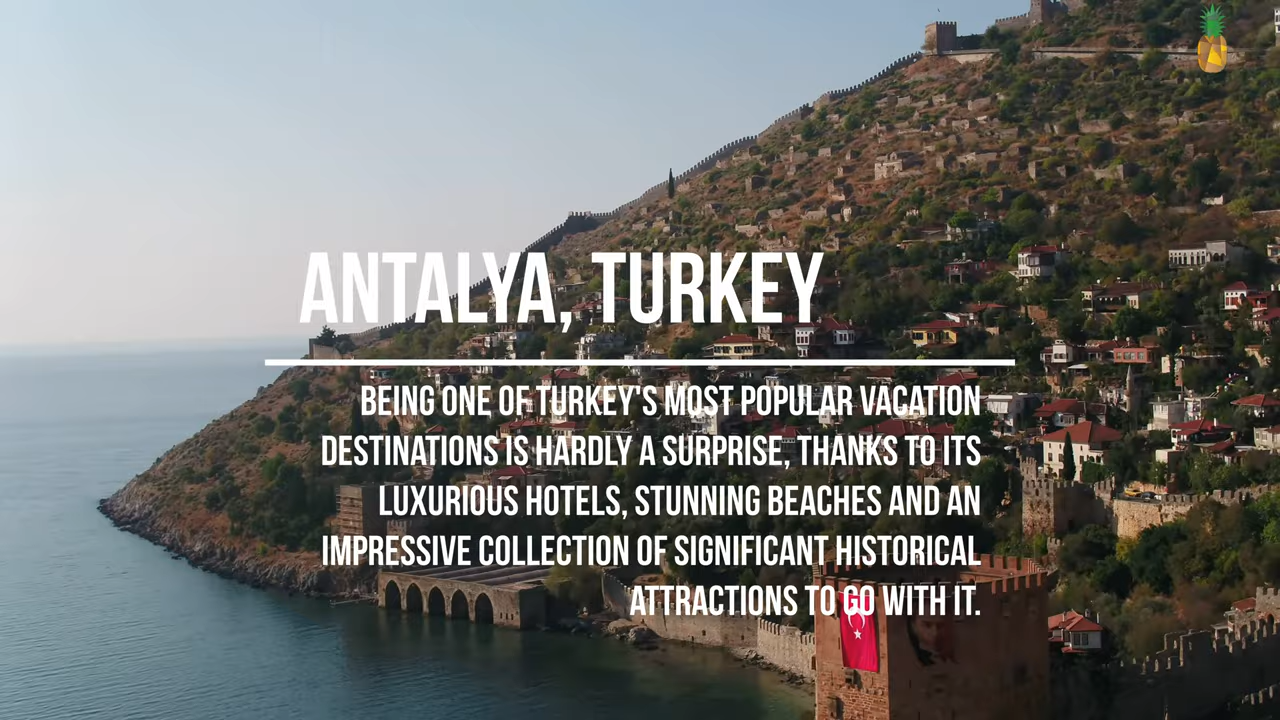 ANTALYA, TURKEY
BEING ONE OF TURKEY'S MOST POPULAR VACATION
DESTINATIONS IS HARDLY A SURPRISE, THANKS TO ITS
LUXURIOUS HOTELS, STUNNING BEACHES AND AN
IMPRESSIVE COLLECTION OF SIGNIFICANT HISTORICAL
ATTRACTIONS TO GO WITH IT.